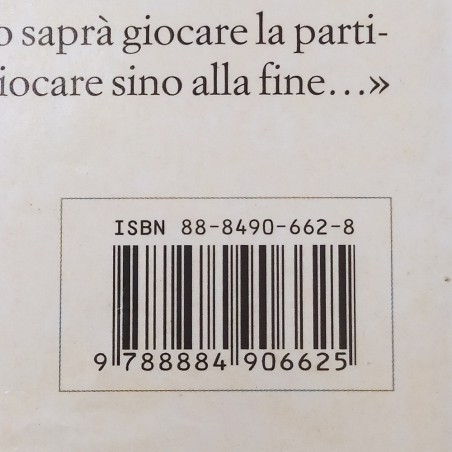 o saprà giocare la parti-
iocare sino alla fine...»
ISBN 88-8490-662-8
9 788884 906625